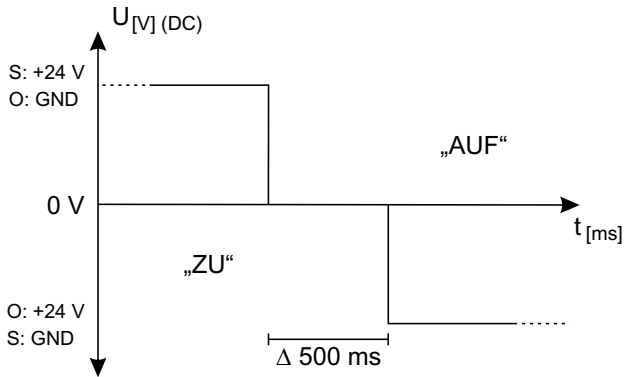 U[V] (DC)
S: +24 V
O: GND
„AUF“
0 V
t [ms]
„ZU“
O: +24 V
S: GND
Δ 500 ms